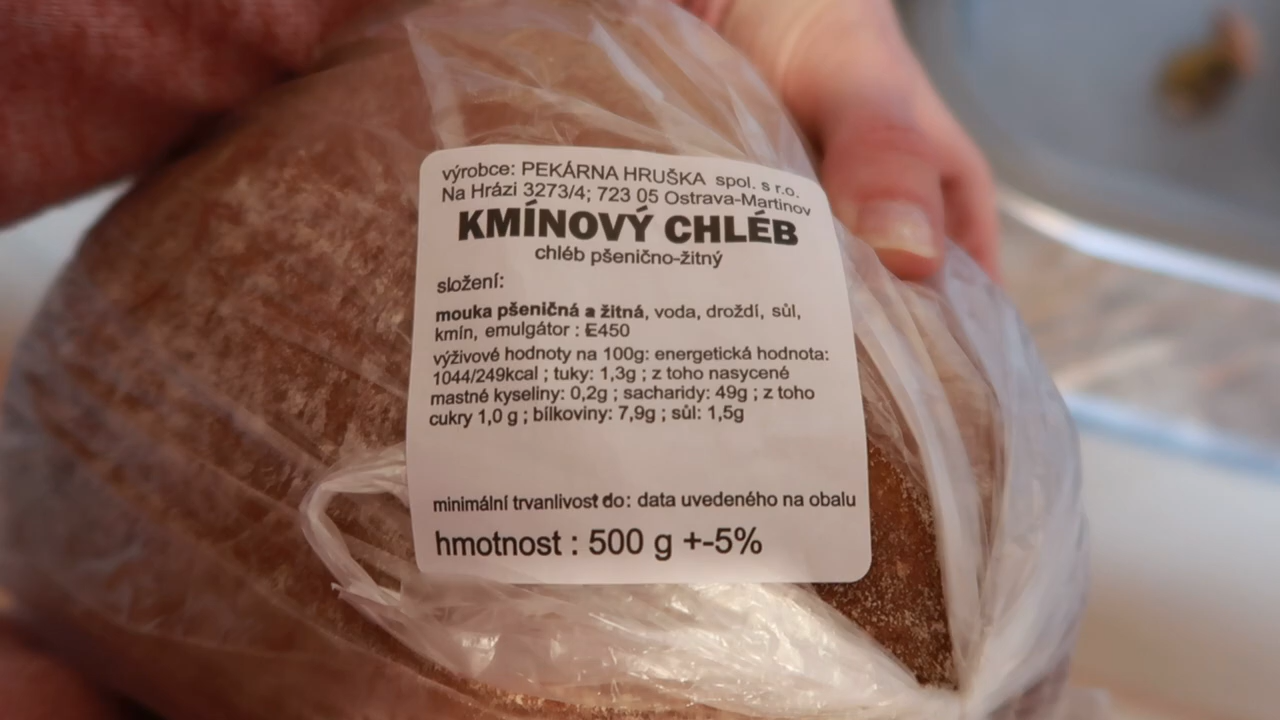 výrobce: PEKÁRNA HRUŠKA spol. s r.o.
Na Hrázi 3273/4; 723 05 Ostrava-Martinov
KMÍNOVÝ CHLÉB
chléb pšenično-žitný
složení:
mouka pšeničná a žitná, voda, droždí, sůl,
kmín, emulgátor : E450
výživové hodnoty na 100g: energetická hodnota:
1044/249kcal ; tuky: 1,3g ; z toho nasycené
mastné kyseliny: 0,2g ; sacharidy: 49g ; z toho
cukry 1,0 g ; bílkoviny: 7,9g ; sůl: 1,5g
minimální trvanlivost do: data uvedeného na obalu
hmotnost : 500 g +-5%